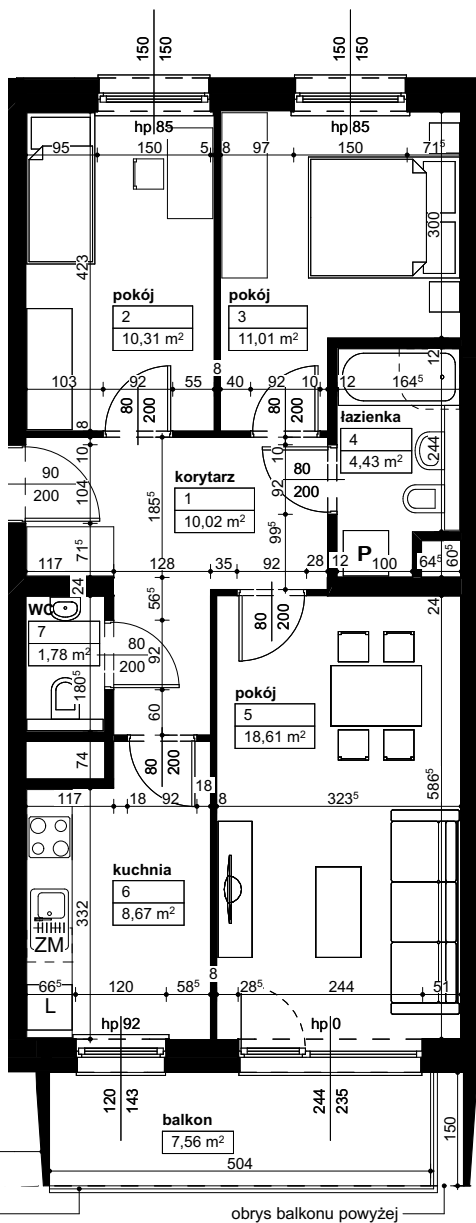 150 150
150 150
hp 85
hp 85
95 150 5 8 97 150 71⁵
423
300
pokój
2
10,31 m²
pokój
3
11,01 m²
8
12
103 92 55 40 92 10 12 164⁵
80 200
80 200
łazienka
4
4,43 m²
244
8
10
90
200
104
korytarz
1
10,02 m²
185⁵
10
92
99⁵
80
200
P
71⁵
117 128 35 92 28 12 100 64⁵
60⁵
24
56⁵
24
wc
7
1,78 m²
180⁵
80
200
92
60
80 200
pokój
5
18,61 m²
74
80 200
18
117 18 92 8 323⁵
586⁵
kuchnia
6
8,67 m²
332
ZM
L
8
66⁵ 120 58⁵ 28⁵ 244 51
hp 92
hp 0
120 143
244 235
balkon
7,56 m²
150
504
obrys balkonu powyżej